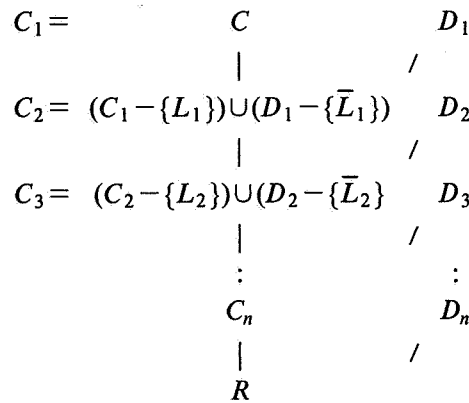 C₁ = C D₁
| /
C₂ = (C₁ − {L₁}) ∪ (D₁ − {L̅₁}) D₂
| /
C₃ = (C₂ − {L₂}) ∪ (D₂ − {L̅₂} D₃
| /
: :
Cₙ Dₙ
| /
R